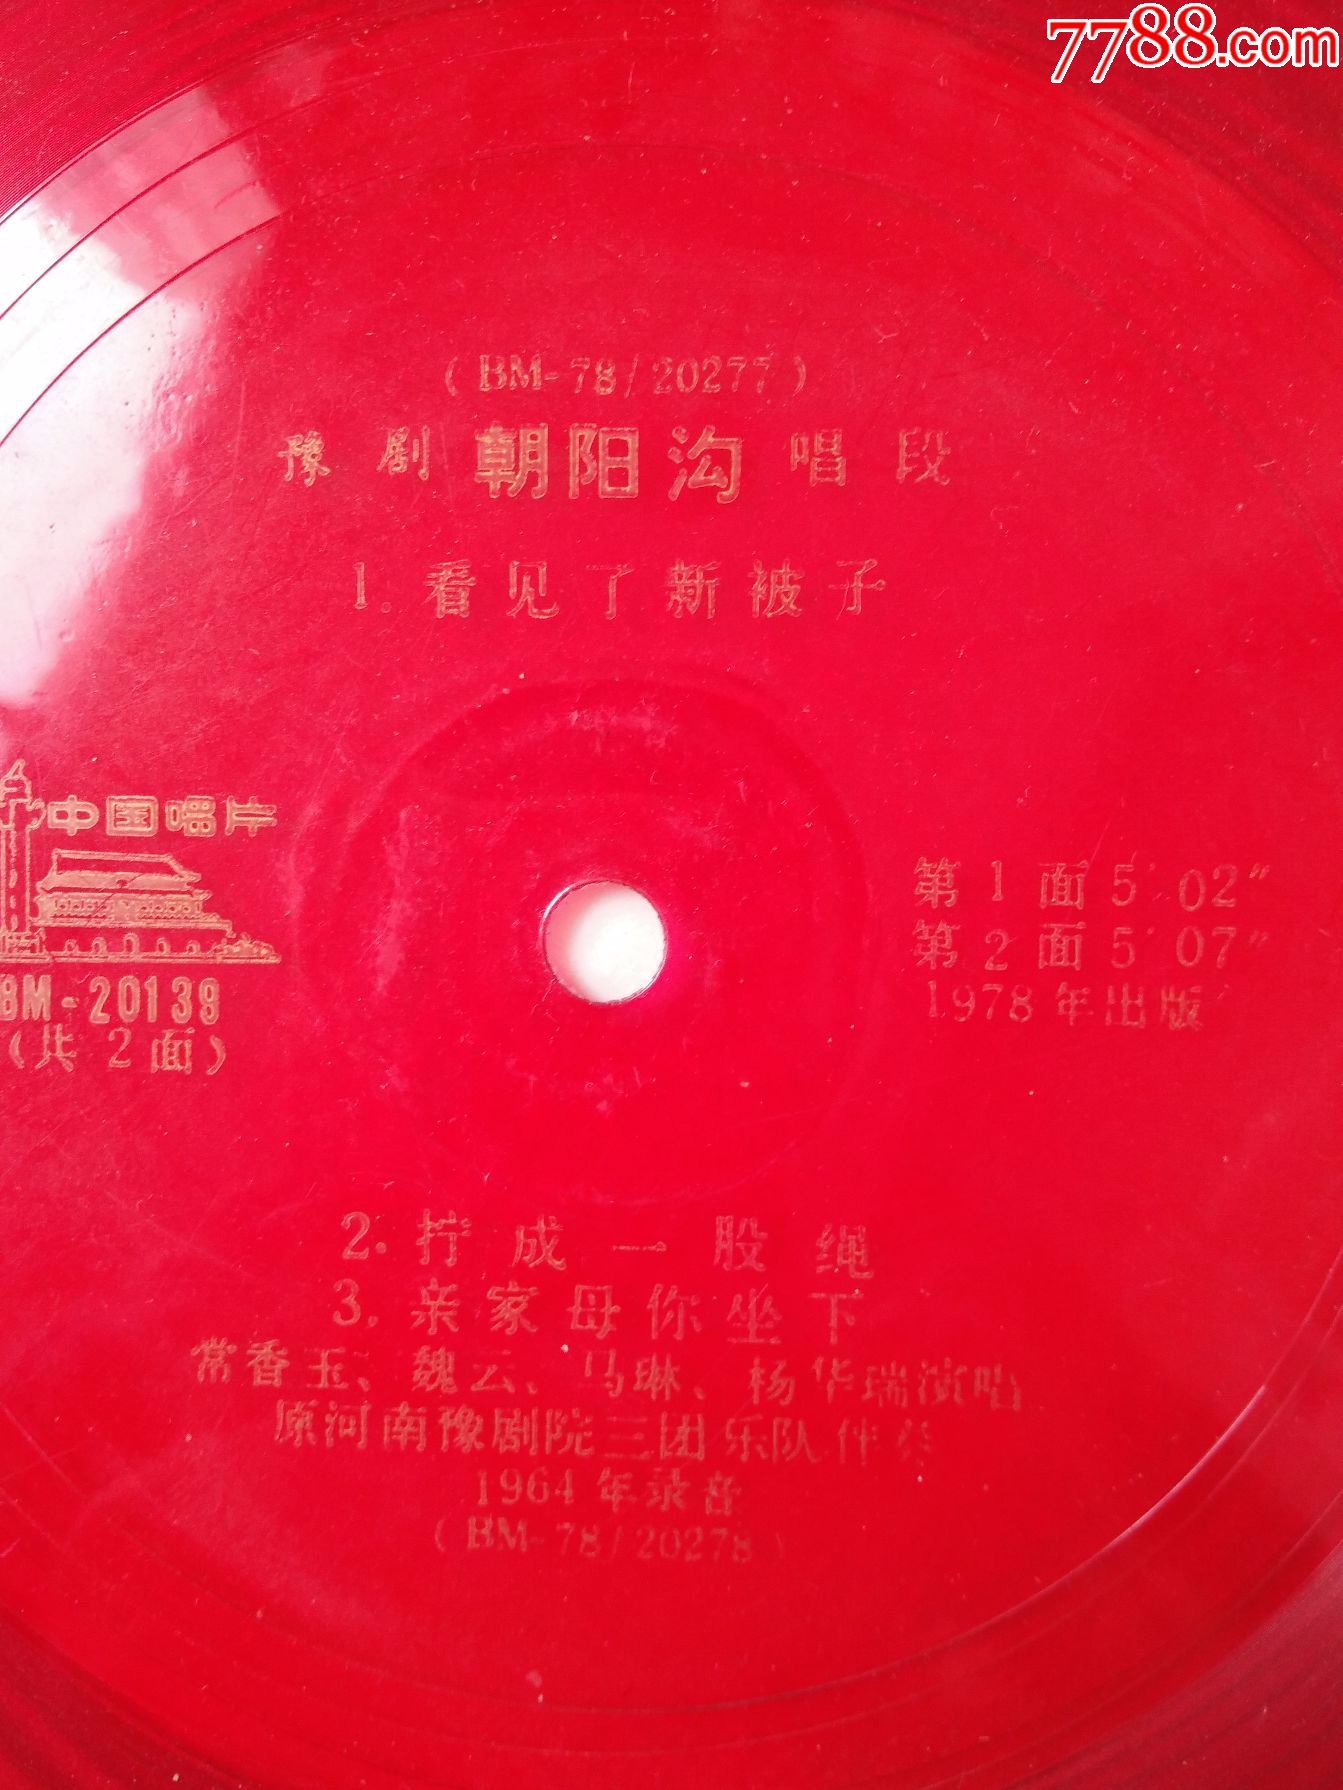 7788.com
(BM-78/20277)
豫剧 朝阳沟 唱段
1. 看见了新被子
中国唱片
BM-20139
(共2面)
第1面5′02″
第2面5′07″
1978年出版
2. 拧成一股绳
3. 亲家母你坐下
常香玉、魏云、马琳、杨华瑞演唱
原河南豫剧院三团乐队伴奏
1964年录音
(BM-78/20278)